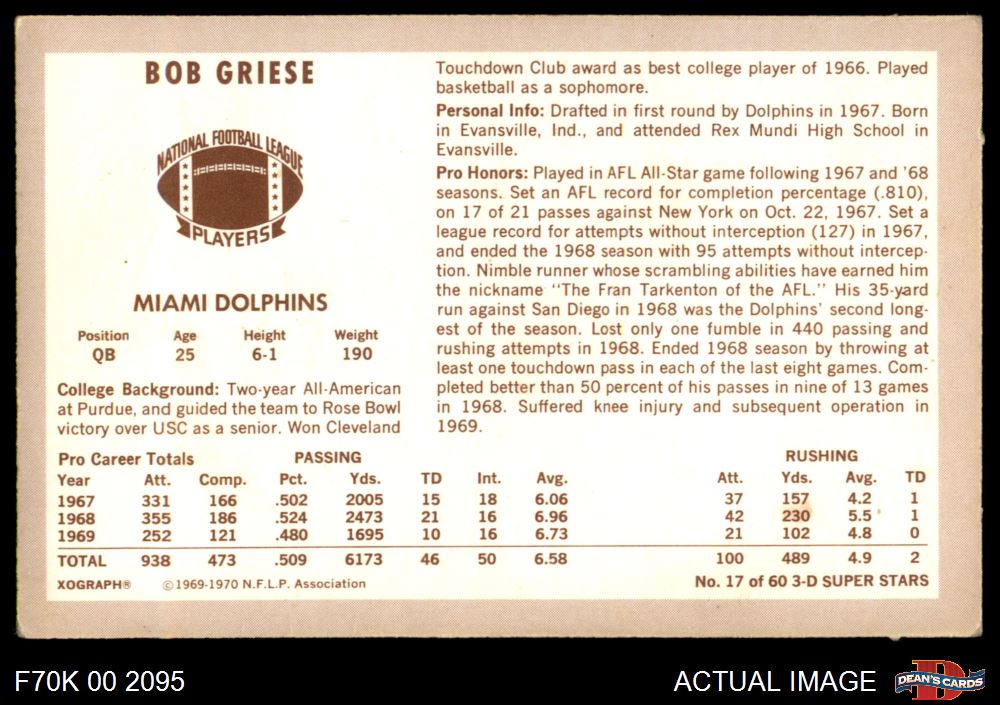 BOB GRIESE
NATIONAL FOOTBALL LEAGUE
PLAYERS
MIAMI DOLPHINS
Position Age Height Weight
QB 25 6-1 190
College Background: Two-year All-American
at Purdue, and guided the team to Rose Bowl
victory over USC as a senior. Won Cleveland
Touchdown Club award as best college player of 1966. Played
basketball as a sophomore.
Personal Info: Drafted in first round by Dolphins in 1967. Born
in Evansville, Ind., and attended Rex Mundi High School in
Evansville.
Pro Honors: Played in AFL All-Star game following 1967 and '68
seasons. Set an AFL record for completion percentage (.810),
on 17 of 21 passes against New York on Oct. 22, 1967. Set a
league record for attempts without interception (127) in 1967,
and ended the 1968 season with 95 attempts without intercep-
tion. Nimble runner whose scrambling abilities have earned him
the nickname "The Fran Tarkenton of the AFL." His 35-yard
run against San Diego in 1968 was the Dolphins' second long-
est of the season. Lost only one fumble in 440 passing and
rushing attempts in 1968. Ended 1968 season by throwing at
least one touchdown pass in each of the last eight games. Com-
pleted better than 50 percent of his passes in nine of 13 games
in 1968. Suffered knee injury and subsequent operation in
1969.
Pro Career Totals PASSING RUSHING
Year Att. Comp. Pct. Yds. TD Int. Avg. Att. Yds. Avg. TD
1967 331 166 .502 2005 15 18 6.06 37 157 4.2 1
1968 355 186 .524 2473 21 16 6.96 42 230 5.5 1
1969 252 121 .480 1695 10 16 6.73 21 102 4.8 0
TOTAL 938 473 .509 6173 46 50 6.58 100 489 4.9 2
XOGRAPH® ©1969-1970 N.F.L.P. Association No. 17 of 60 3-D SUPER STARS
F70K 00 2095 ACTUAL IMAGE D DEAN'S CARDS